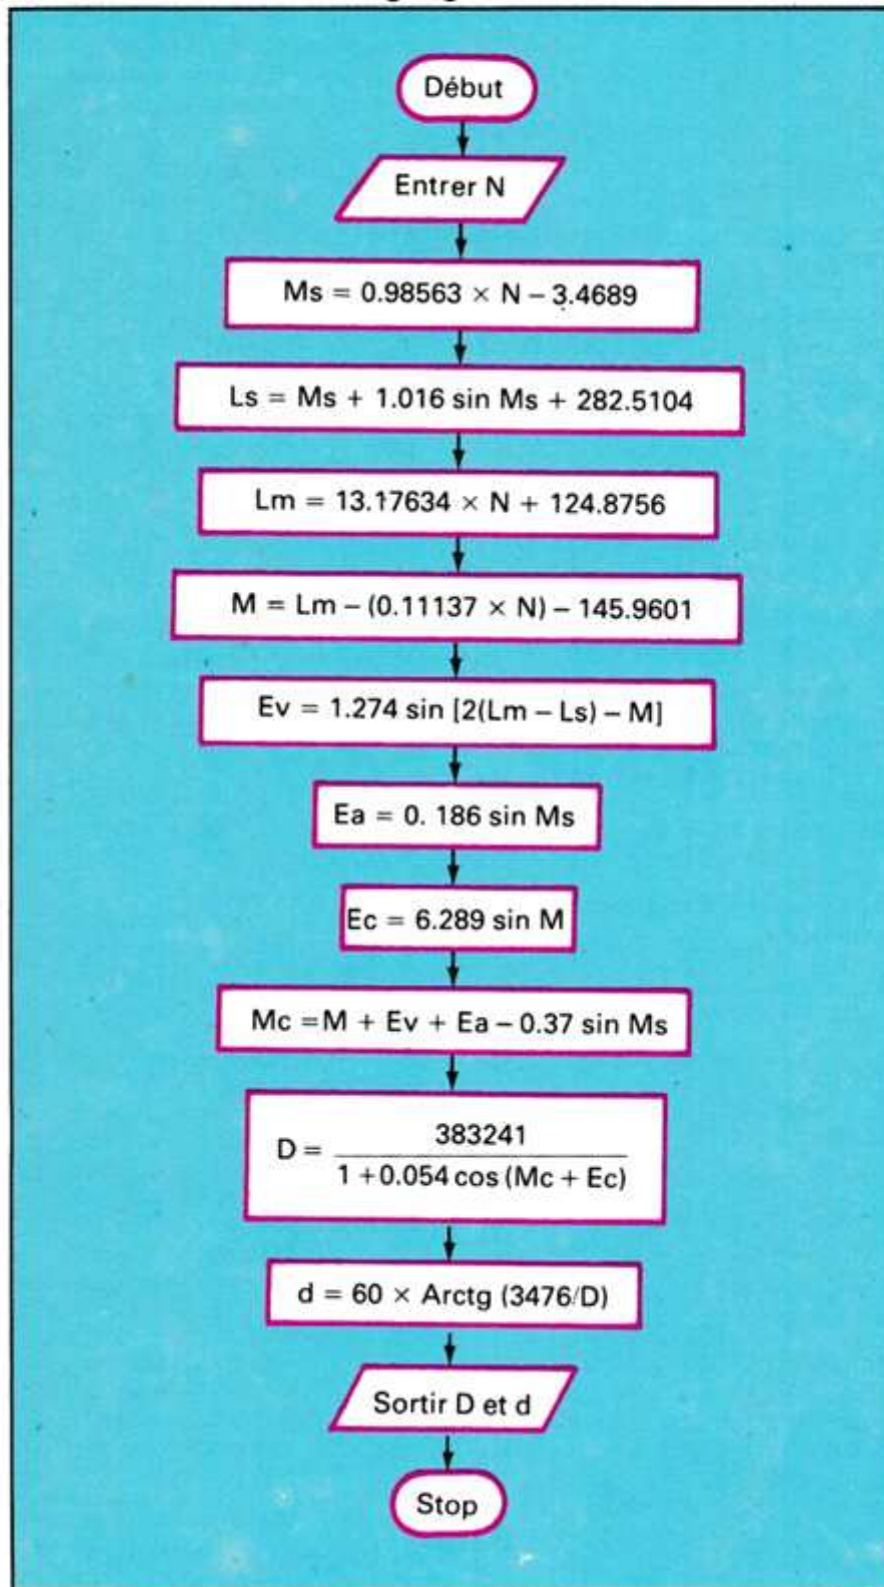 Début
Entrer N
Ms = 0.98563 × N – 3.4689
Ls = Ms + 1.016 sin Ms + 282.5104
Lm = 13.17634 × N + 124.8756
M = Lm – (0.11137 × N) – 145.9601
Ev = 1.274 sin [2(Lm – Ls) – M]
Ea = 0. 186 sin Ms
Ec = 6.289 sin M
Mc =M + Ev + Ea – 0.37 sin Ms
D = 383241 / 1 +0.054 cos (Mc + Ec)
d = 60 × Arctg (3476/D)
Sortir D et d
Stop